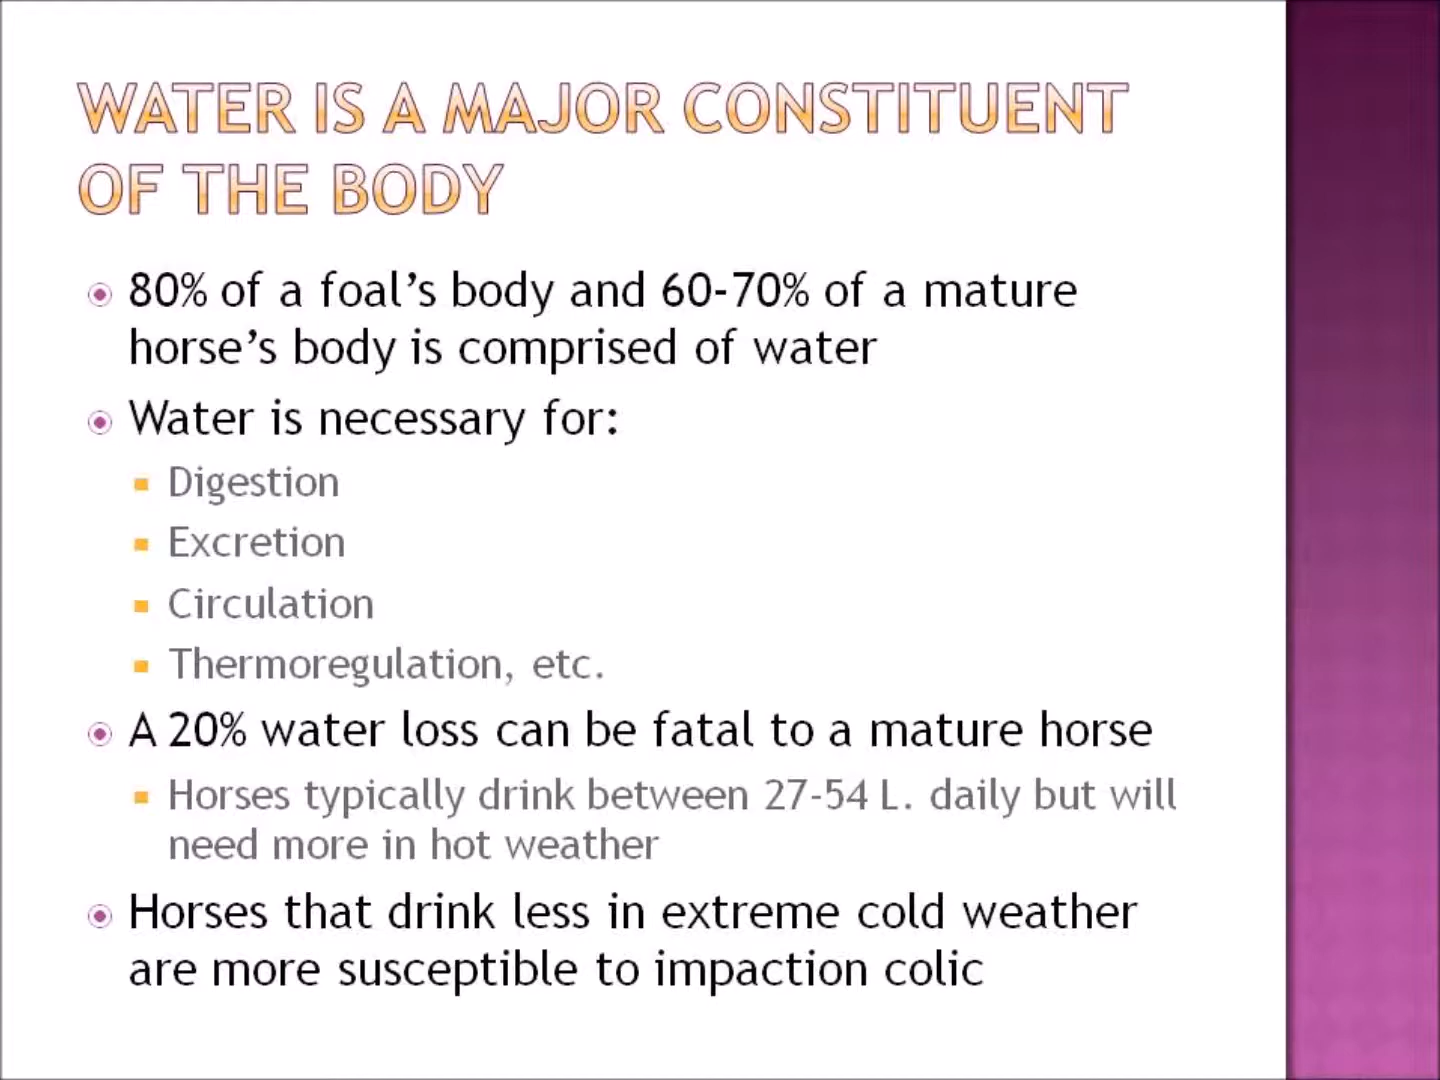 WATER IS A MAJOR CONSTITUENT
OF THE BODY
80% of a foal’s body and 60-70% of a mature
horse’s body is comprised of water
Water is necessary for:
Digestion
Excretion
Circulation
Thermoregulation, etc.
A 20% water loss can be fatal to a mature horse
Horses typically drink between 27-54 L. daily but will
need more in hot weather
Horses that drink less in extreme cold weather
are more susceptible to impaction colic